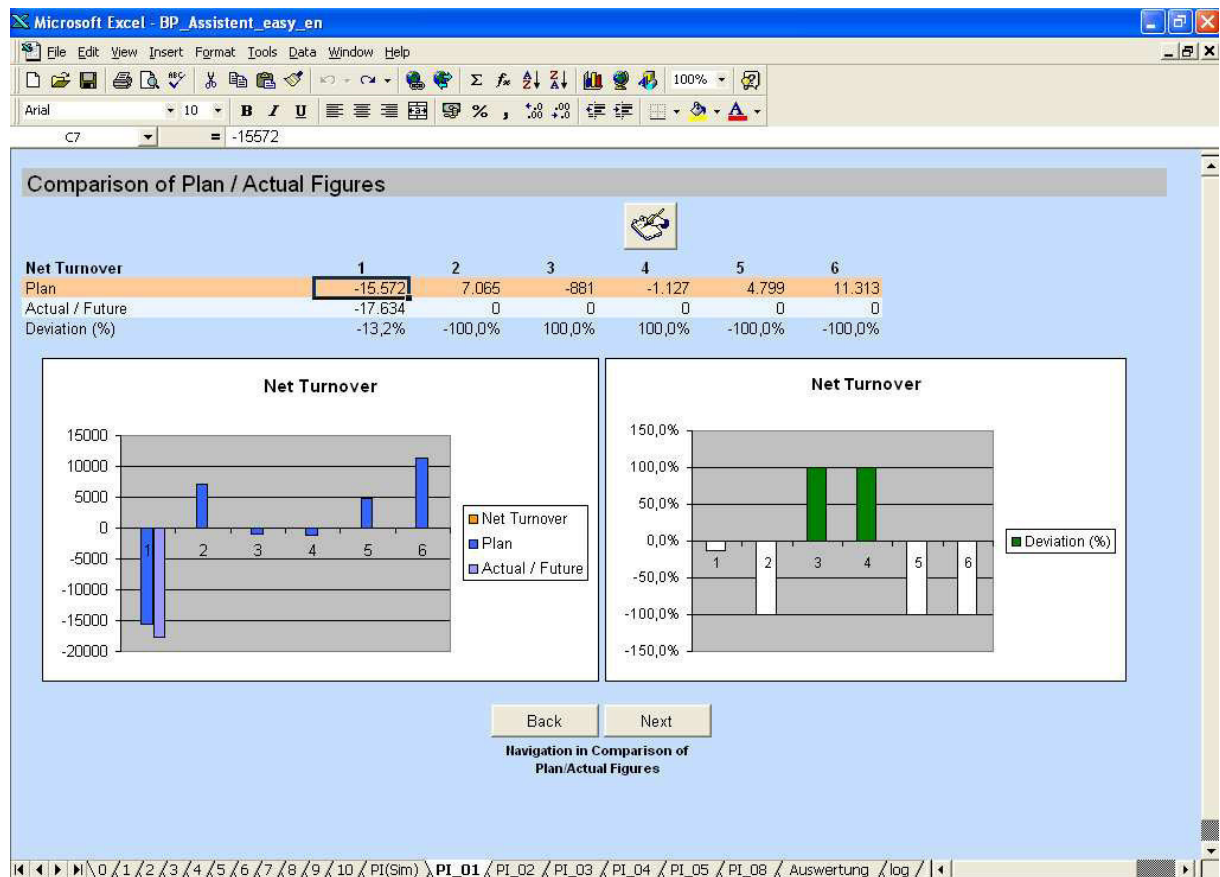 Microsoft Excel - BP_Assistent_easy_en
File Edit View Insert Format Tools Data Window Help
100%
Arial 10 B I U % ,
C7 = -15572
Comparison of Plan / Actual Figures
Net Turnover 1 2 3 4 5 6
Plan -15.572 7.065 -881 -1.127 4.799 11.313
Actual / Future -17.634 0 0 0 0 0
Deviation (%) -13,2% -100,0% 100,0% 100,0% -100,0% -100,0%
Net Turnover
15000
10000
5000
0
-5000
-10000
-15000
-20000
1 2 3 4 5 6
Net Turnover
Plan
Actual / Future
Net Turnover
150,0%
100,0%
50,0%
0,0%
-50,0%
-100,0%
-150,0%
1 2 3 4 5 6
Deviation (%)
Back Next
Navigation in Comparison of
Plan/Actual Figures
0 / 1 / 2 / 3 / 4 / 5 / 6 / 7 / 8 / 9 / 10 / PI(Sim) \ PI_01 / PI_02 / PI_03 / PI_04 / PI_05 / PI_08 / Auswertung / log /